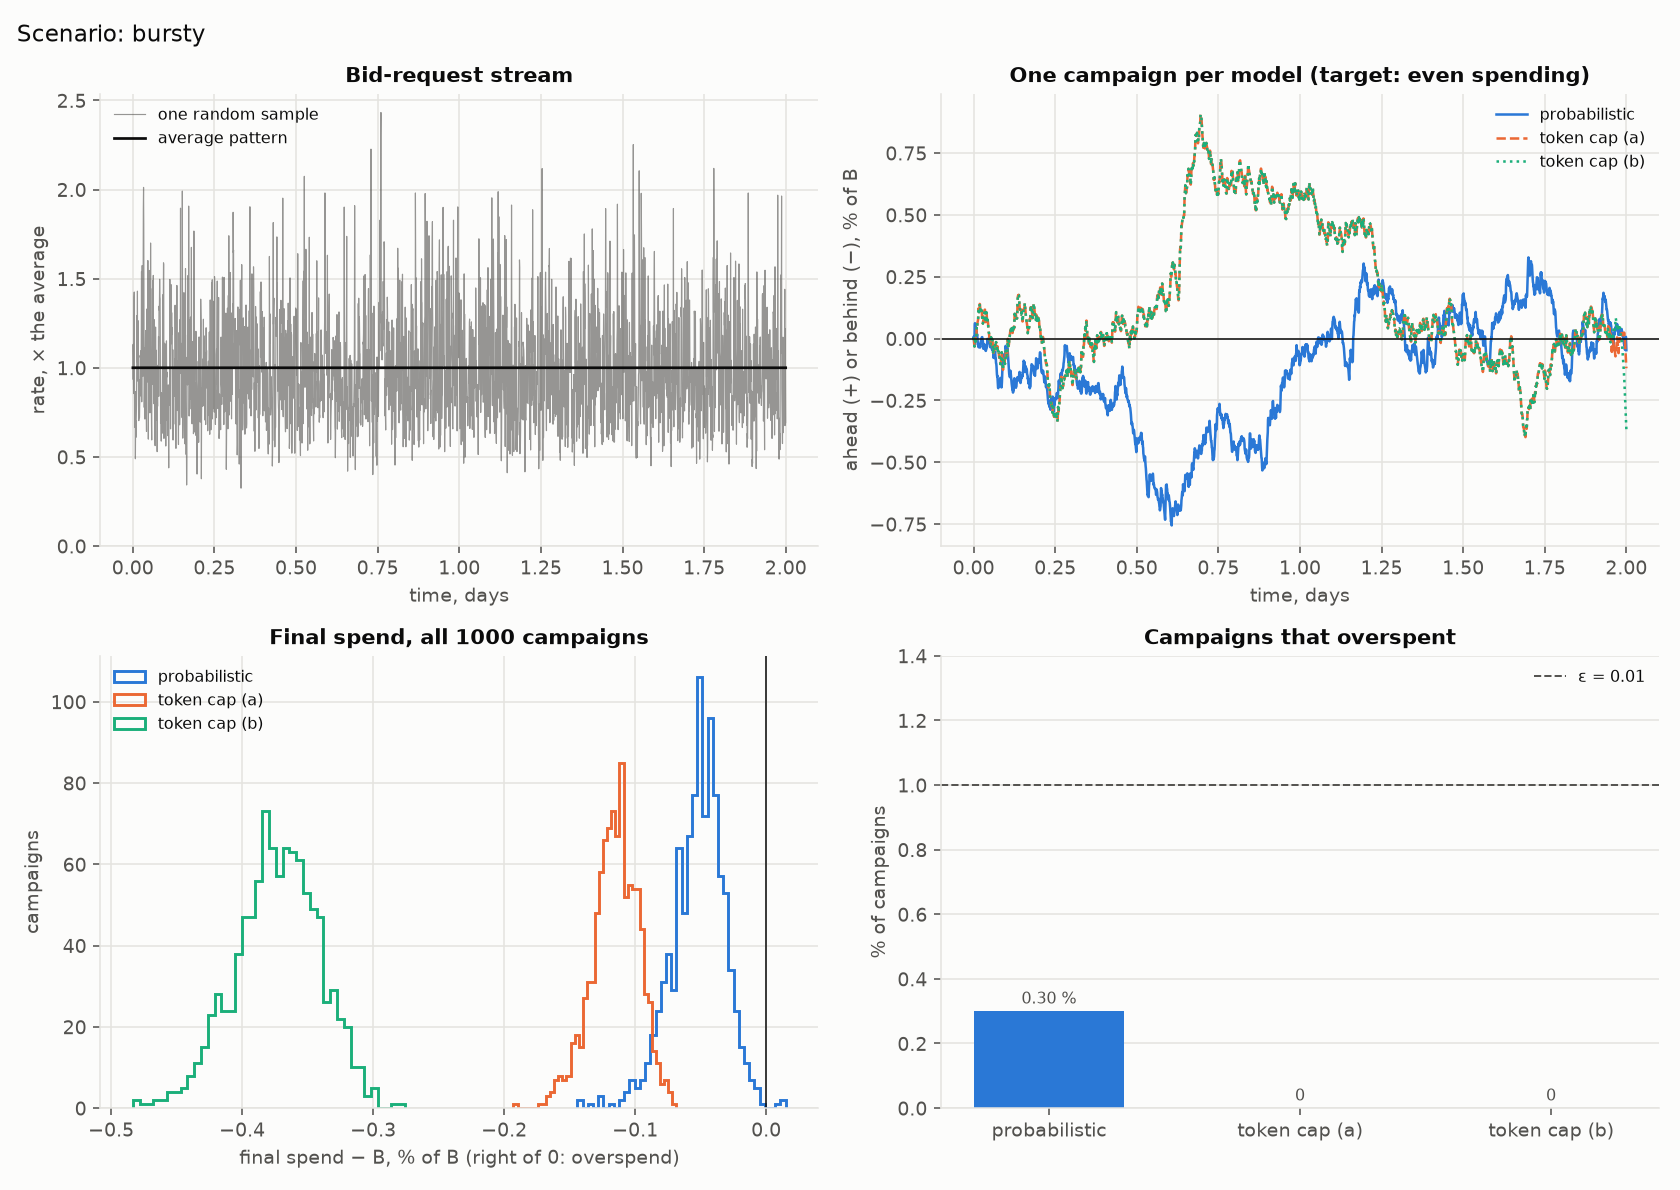 Scenario: bursty
Bid-request stream
one random sample
average pattern
rate, × the average
2.5
2.0
1.5
1.0
0.5
0.0
0.00 0.25 0.50 0.75 1.00 1.25 1.50 1.75 2.00
time, days
One campaign per model (target: even spending)
probabilistic
token cap (a)
token cap (b)
ahead (+) or behind (−), % of B
0.75
0.50
0.25
0.00
−0.25
−0.50
−0.75
0.00 0.25 0.50 0.75 1.00 1.25 1.50 1.75 2.00
time, days
Final spend, all 1000 campaigns
probabilistic
token cap (a)
token cap (b)
campaigns
100
80
60
40
20
0
−0.5 −0.4 −0.3 −0.2 −0.1 0.0
final spend − B, % of B (right of 0: overspend)
Campaigns that overspent
ε = 0.01
% of campaigns
1.4
1.2
1.0
0.8
0.6
0.4
0.2
0.0
0.30 %
0
0
probabilistic token cap (a) token cap (b)